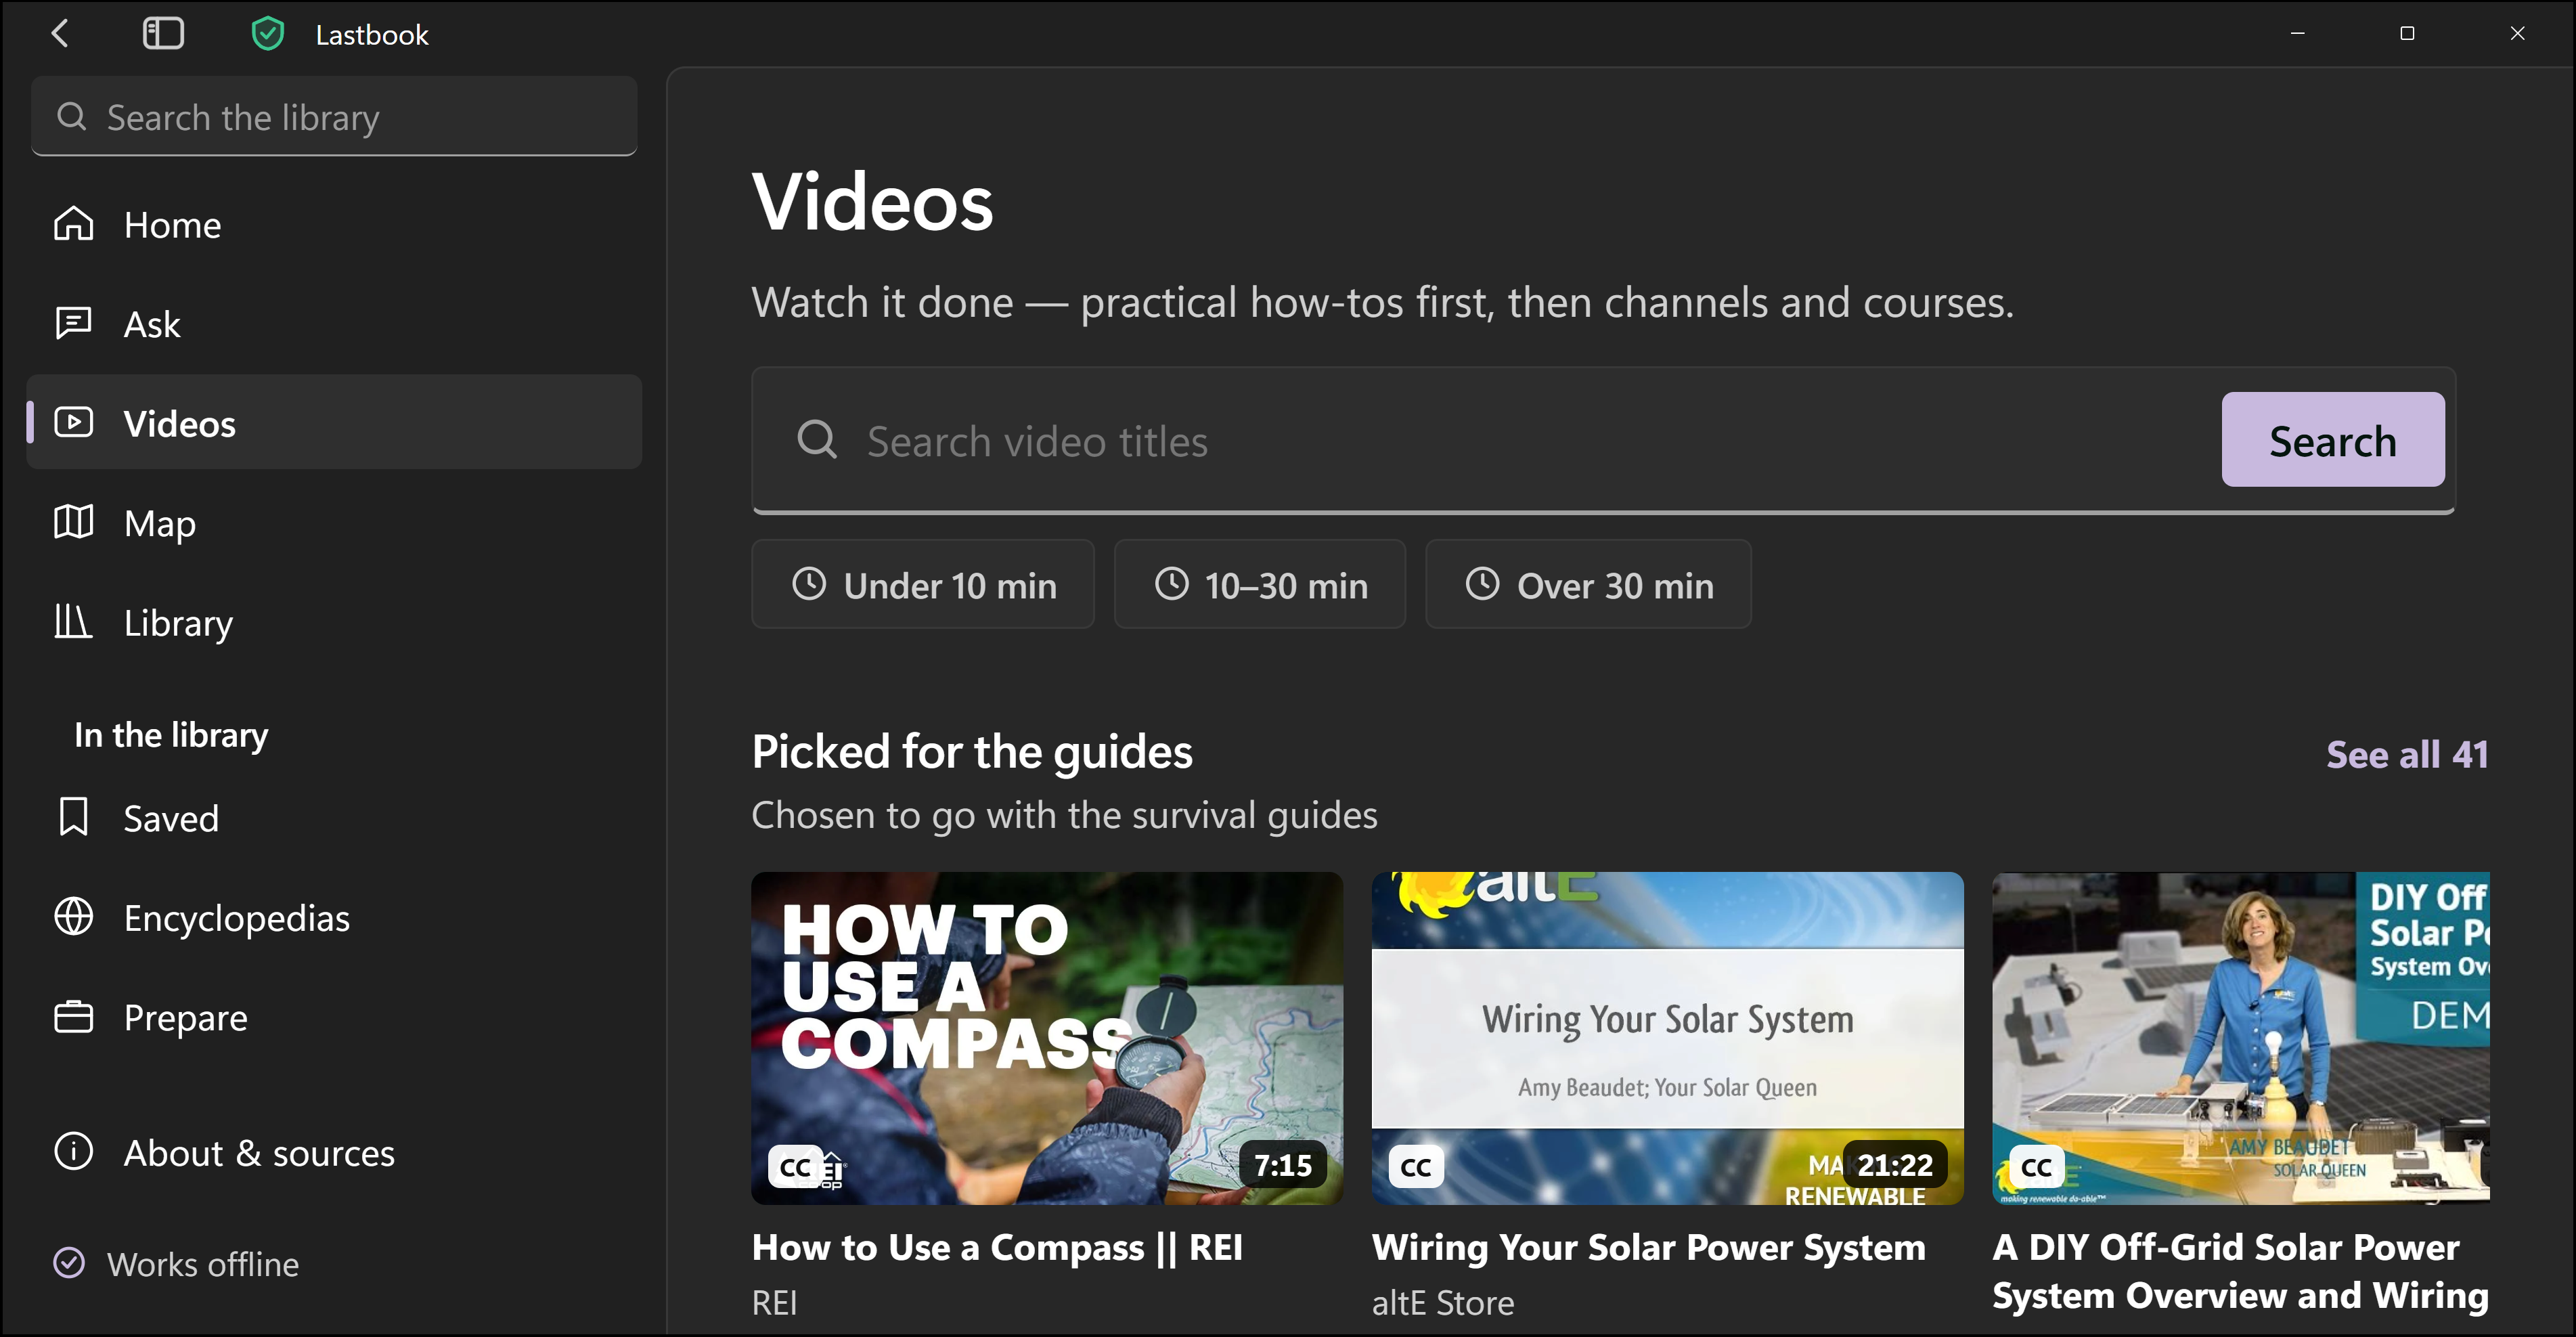 Lastbook
Search the library
Home
Ask
Videos
Map
Library
In the library
Saved
Encyclopedias
Prepare
About & sources
Works offline
Videos
Watch it done — practical how-tos first, then channels and courses.
Search video titles
Search
Under 10 min
10–30 min
Over 30 min
Picked for the guides
See all 41
Chosen to go with the survival guides
HOW TO
USE A
COMPASS
CC
7:15
How to Use a Compass || REI
REI
altE
Wiring Your Solar System
Amy Beaudet; Your Solar Queen
CC
21:22
RENEWABLE
Wiring Your Solar Power System
altE Store
DIY Off
Solar
System
AMY BEAUDET
SOLAR QUEEN
CC
making renewable do-able™
A DIY Off-Grid Solar Power
System Overview and Wiring